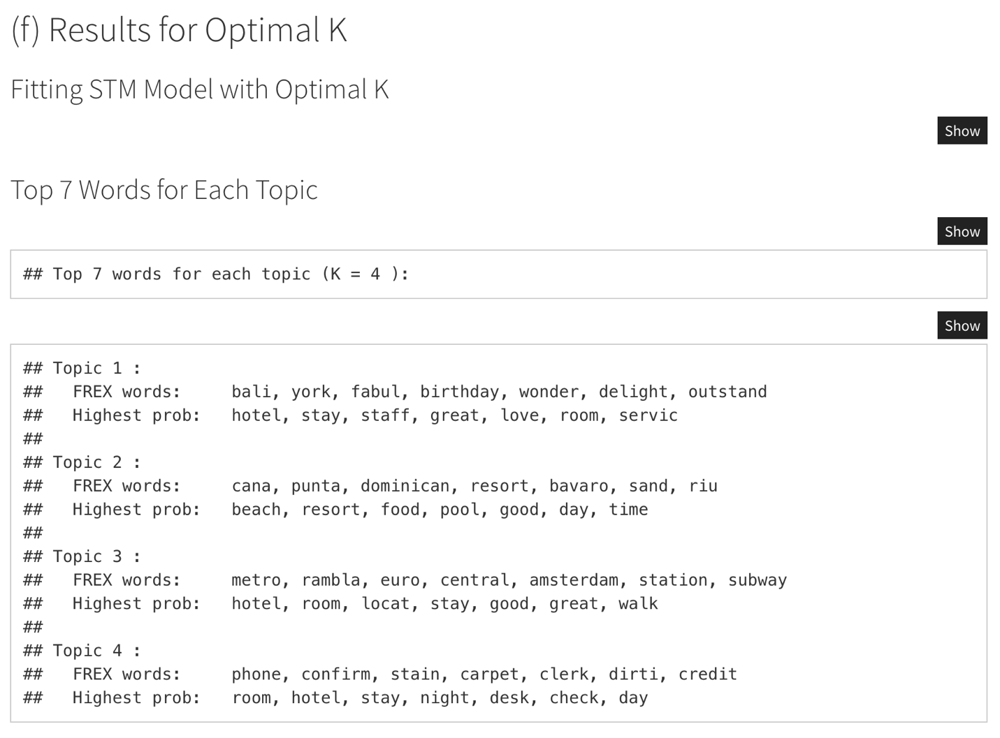 (f) Results for Optimal K
Fitting STM Model with Optimal K
Show
Top 7 Words for Each Topic
Show
## Top 7 words for each topic (K = 4 ):
Show
## Topic 1 :
##   FREX words:     bali, york, fabul, birthday, wonder, delight, outstand
##   Highest prob:   hotel, stay, staff, great, love, room, servic
##
## Topic 2 :
##   FREX words:     cana, punta, dominican, resort, bavaro, sand, riu
##   Highest prob:   beach, resort, food, pool, good, day, time
##
## Topic 3 :
##   FREX words:     metro, rambla, euro, central, amsterdam, station, subway
##   Highest prob:   hotel, room, locat, stay, good, great, walk
##
## Topic 4 :
##   FREX words:     phone, confirm, stain, carpet, clerk, dirti, credit
##   Highest prob:   room, hotel, stay, night, desk, check, day